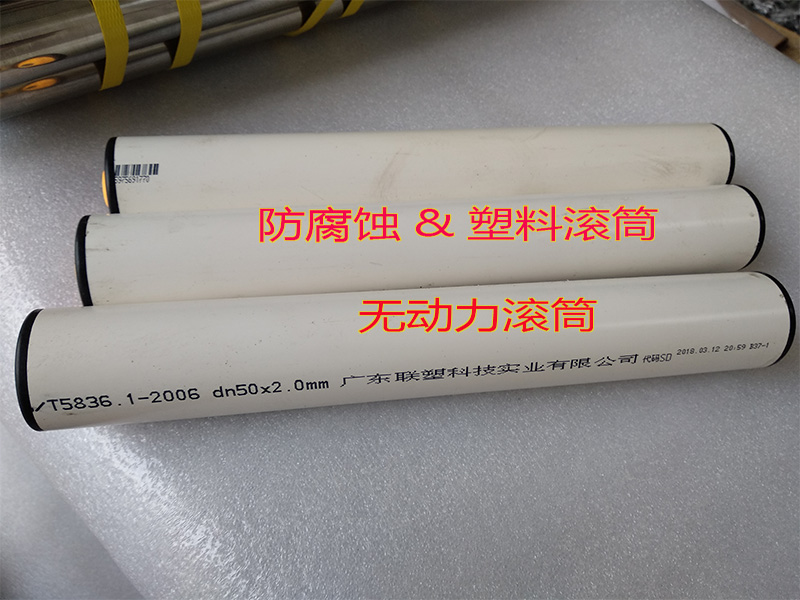 防腐蚀 & 塑料滚筒
无动力滚筒
/T5836.1-2006 dn50x2.0mm 广东联塑科技实业有限公司 代码SD 2018.03.12 20:59 B37-1